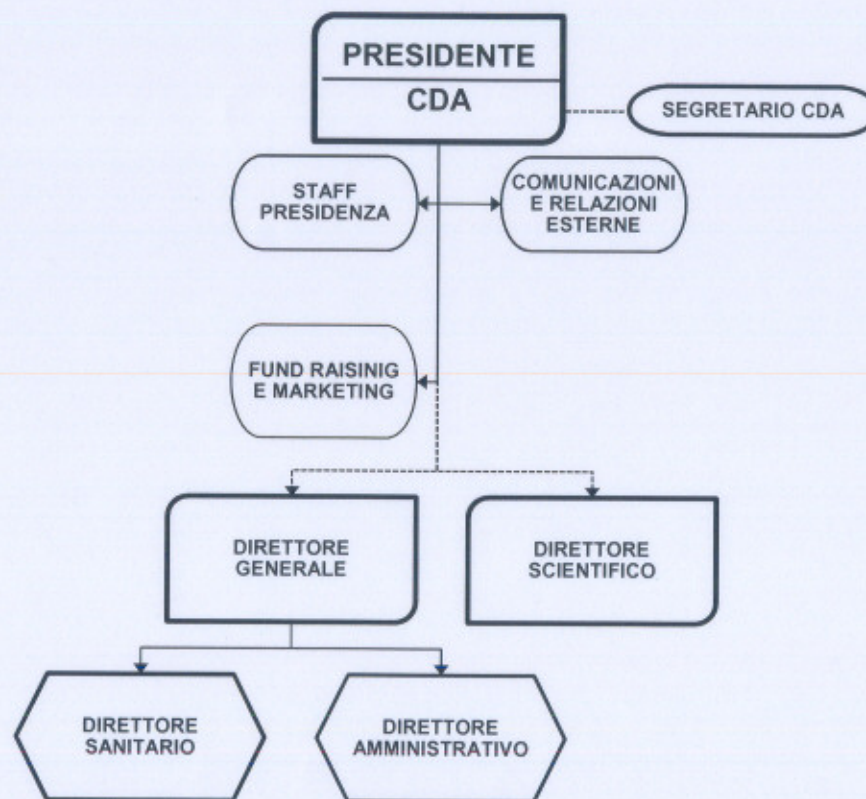 PRESIDENTE
CDA
SEGRETARIO CDA
STAFF
PRESIDENZA
COMUNICAZIONI
E RELAZIONI
ESTERNE
FUND RAISINIG
E MARKETING
DIRETTORE
GENERALE
DIRETTORE
SCIENTIFICO
DIRETTORE
SANITARIO
DIRETTORE
AMMINISTRATIVO